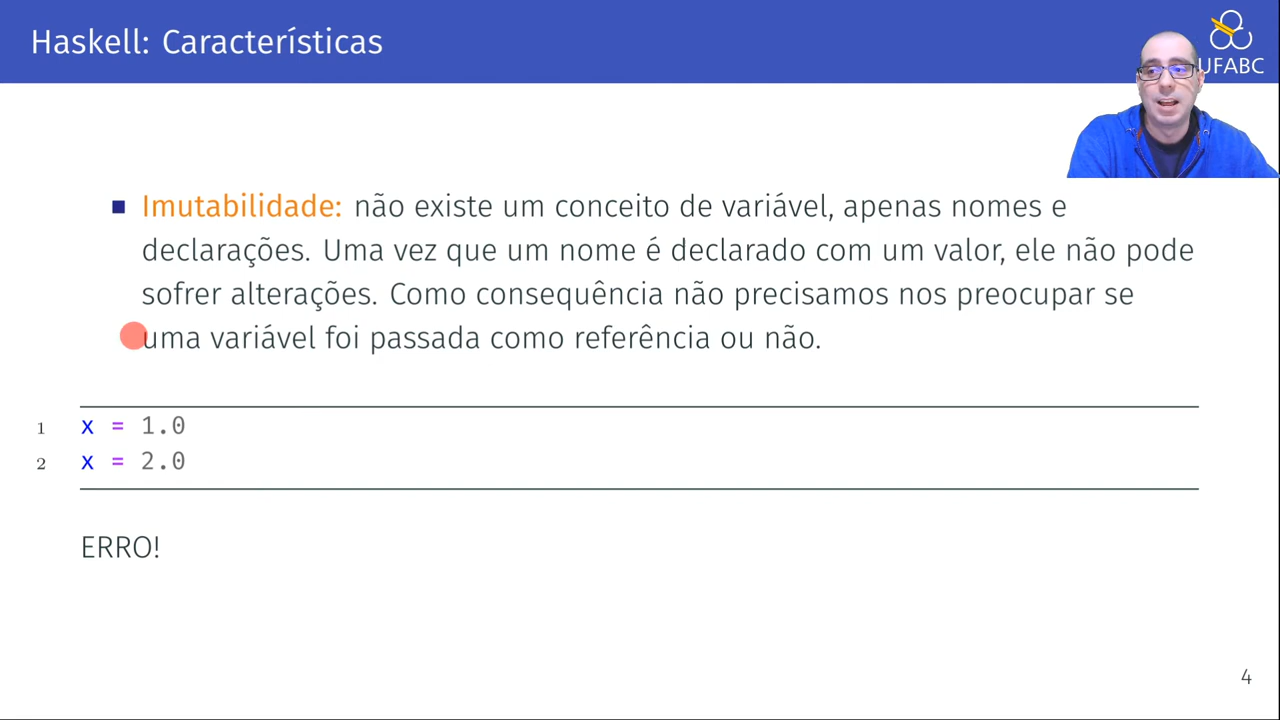 Haskell: Características
UFABC
Imutabilidade: não existe um conceito de variável, apenas nomes e
declarações. Uma vez que um nome é declarado com um valor, ele não pode
sofrer alterações. Como consequência não precisamos nos preocupar se
uma variável foi passada como referência ou não.
1 x = 1.0
2 x = 2.0
ERRO!
4